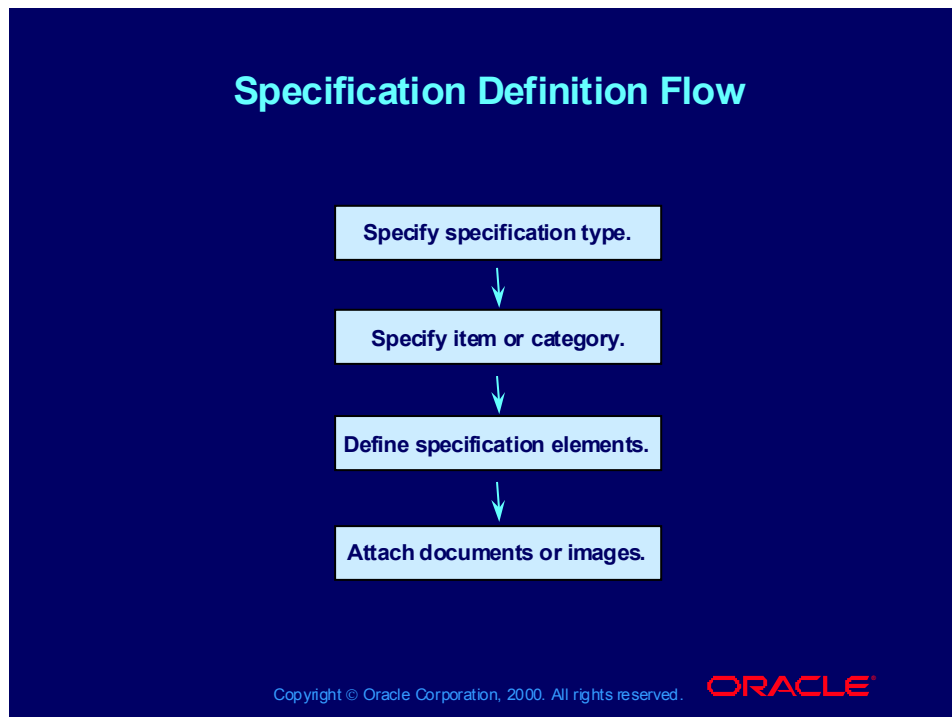 Specification Definition Flow
Specify specification type.
Specify item or category.
Define specification elements.
Attach documents or images.
Copyright © Oracle Corporation, 2000. All rights reserved.
ORACLE®